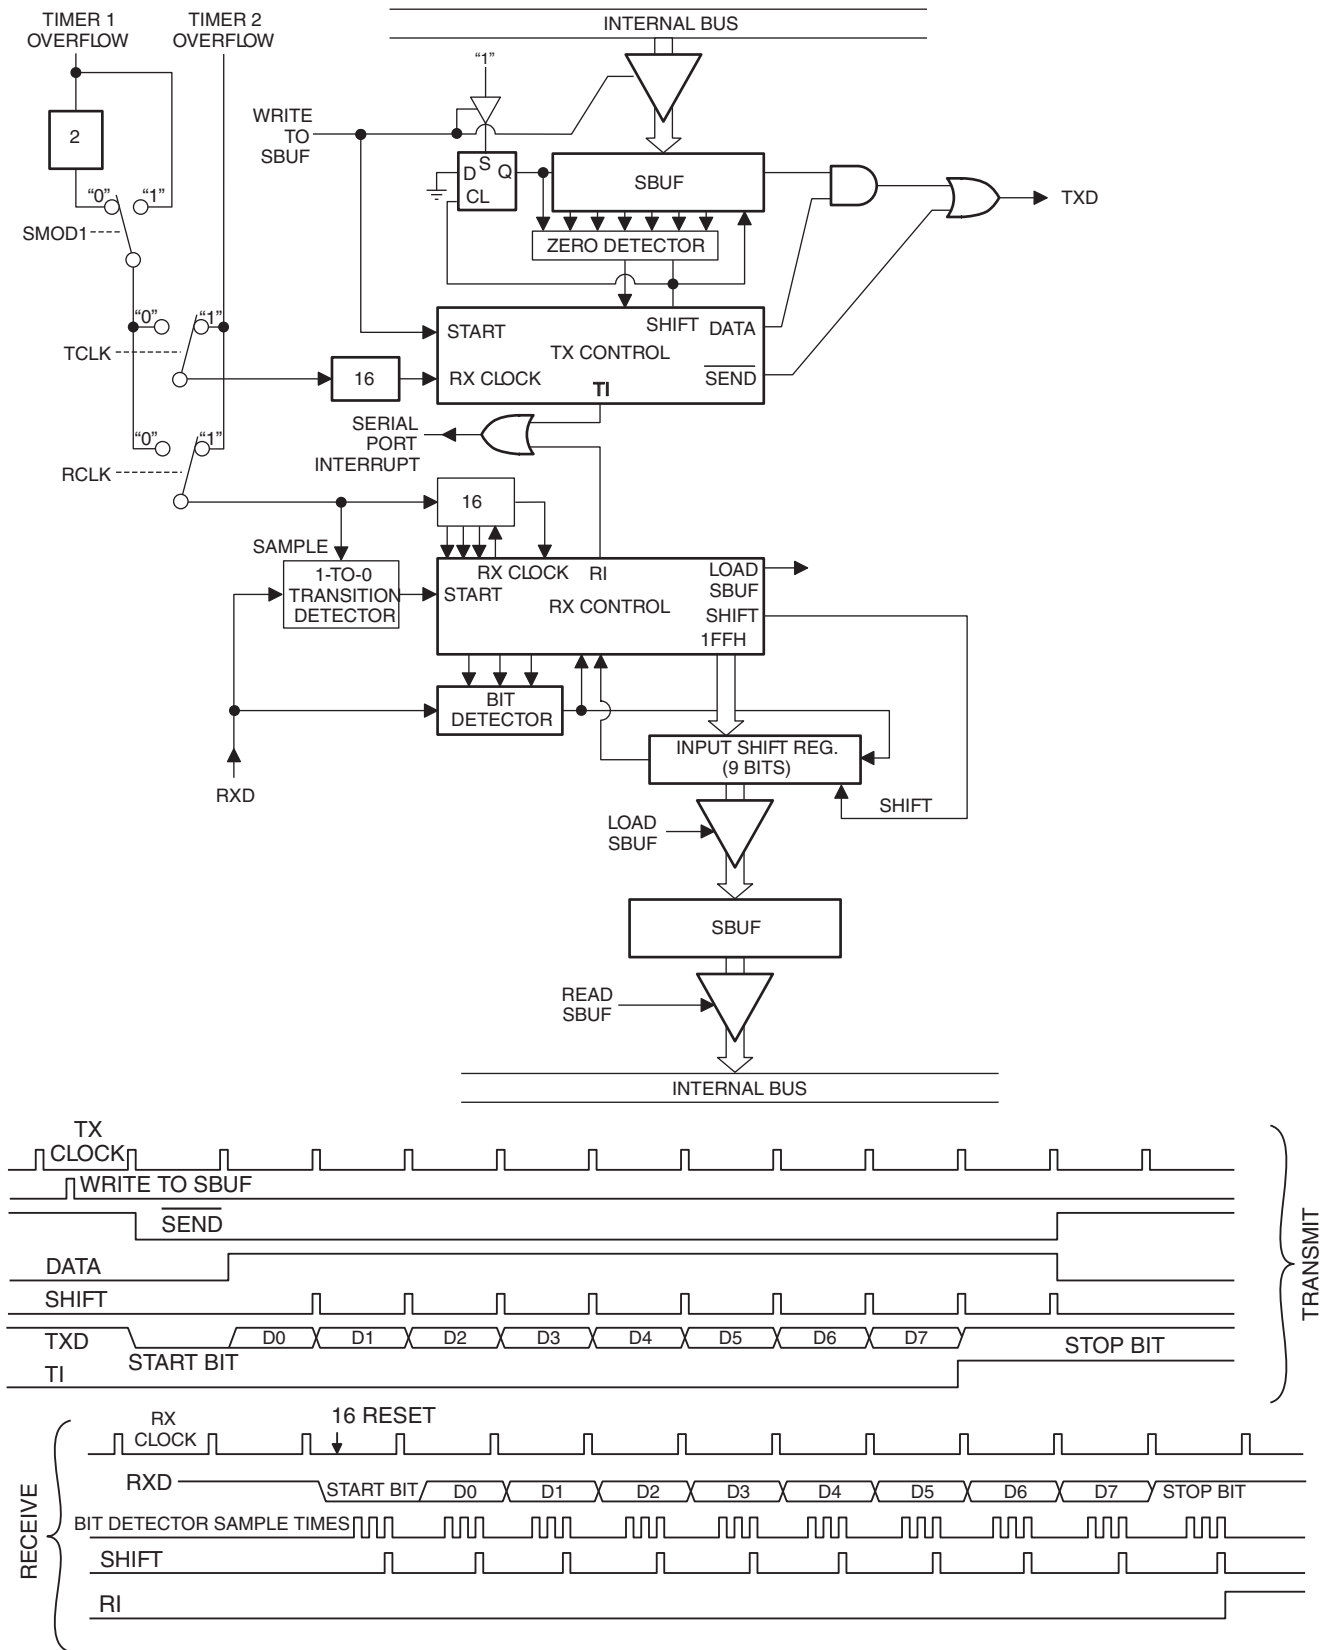 TIMER 1
OVERFLOW
TIMER 2
OVERFLOW
INTERNAL BUS
"1"
WRITE
TO
SBUF
2
"0"
"1"
SMOD1
D
S
Q
CL
SBUF
TXD
ZERO DETECTOR
"0"
"1"
TCLK
START
SHIFT
DATA
TX CONTROL
16
RX CLOCK
SEND
TI
SERIAL
PORT
INTERRUPT
"0"
"1"
RCLK
16
SAMPLE
1-TO-0
TRANSITION
DETECTOR
RX CLOCK
RI
LOAD
SBUF
START
RX CONTROL
SHIFT
1FFH
BIT
DETECTOR
INPUT SHIFT REG.
(9 BITS)
RXD
SHIFT
LOAD
SBUF
SBUF
READ
SBUF
INTERNAL BUS
TX
CLOCK
WRITE TO SBUF
SEND
DATA
SHIFT
TXD
START BIT
D0
D1
D2
D3
D4
D5
D6
D7
STOP BIT
TI
TRANSMIT
RX
CLOCK
16 RESET
RXD
START BIT
D0
D1
D2
D3
D4
D5
D6
D7
STOP BIT
BIT DETECTOR SAMPLE TIMES
SHIFT
RI
RECEIVE